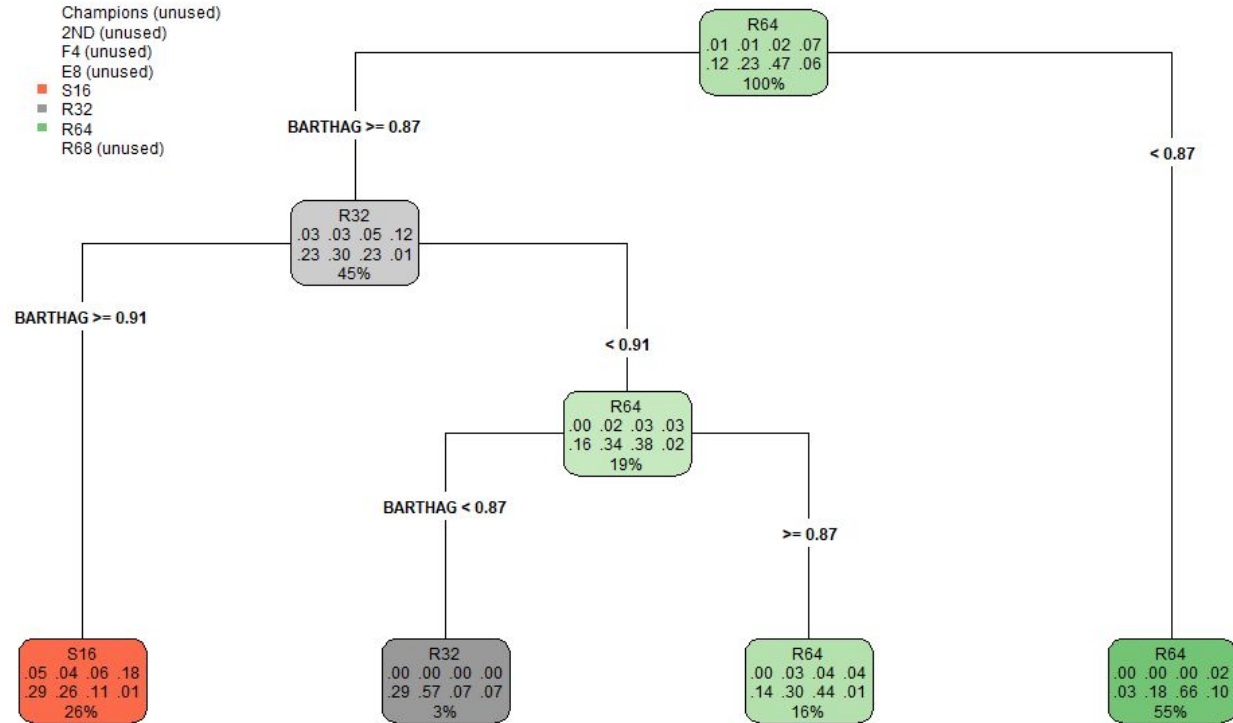 Champions (unused)
2ND (unused)
F4 (unused)
E8 (unused)
S16
R32
R64
R68 (unused)
R64
.01 .01 .02 .07
.12 .23 .47 .06
100%
BARTHAG >= 0.87
< 0.87
R32
.03 .03 .05 .12
.23 .30 .23 .01
45%
BARTHAG >= 0.91
< 0.91
R64
.00 .02 .03 .03
.16 .34 .38 .02
19%
BARTHAG < 0.87
>= 0.87
S16
.05 .04 .06 .18
.29 .26 .11 .01
26%
R32
.00 .00 .00 .00
.29 .57 .07 .07
3%
R64
.00 .03 .04 .04
.14 .30 .44 .01
16%
R64
.00 .00 .00 .02
.03 .18 .66 .10
55%